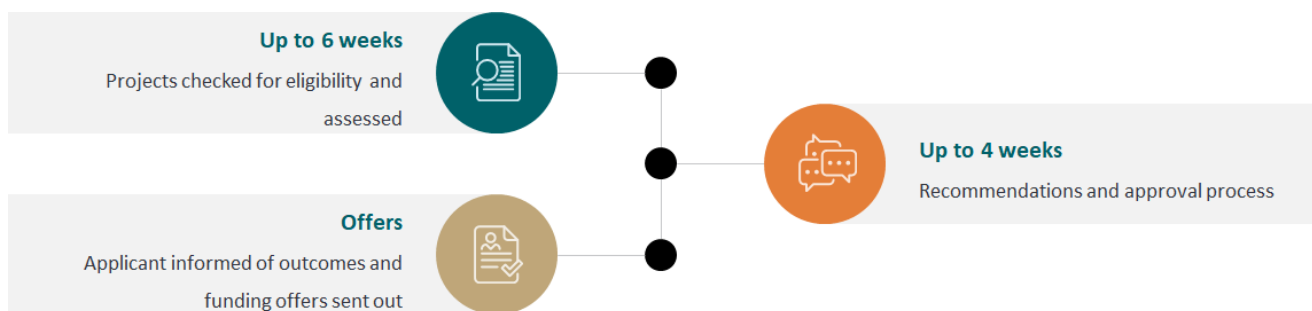 Up to 6 weeks
Projects checked for eligibility and
assessed
Up to 4 weeks
Recommendations and approval process
Offers
Applicant informed of outcomes and
funding offers sent out